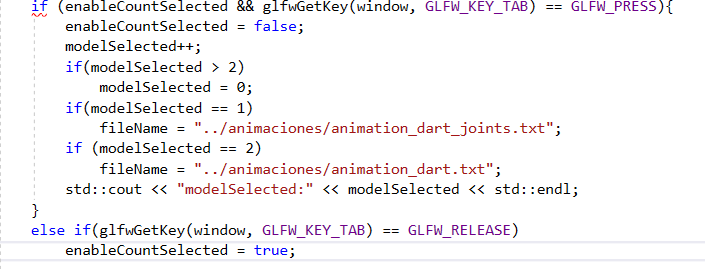 if (enableCountSelected && glfwGetKey(window, GLFW_KEY_TAB) == GLFW_PRESS){
enableCountSelected = false;
modelSelected++;
if(modelSelected > 2)
modelSelected = 0;
if(modelSelected == 1)
fileName = "../animaciones/animation_dart_joints.txt";
if (modelSelected == 2)
fileName = "../animaciones/animation_dart.txt";
std::cout << "modelSelected:" << modelSelected << std::endl;
}
else if(glfwGetKey(window, GLFW_KEY_TAB) == GLFW_RELEASE)
enableCountSelected = true;